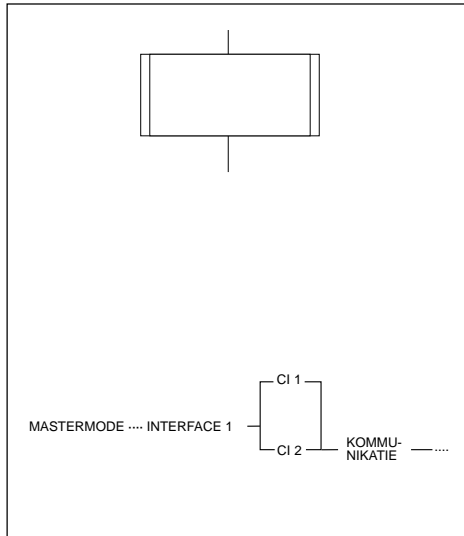 CI 1
MASTERMODE .... INTERFACE 1
CI 2
KOMMU-
NIKATIE
....